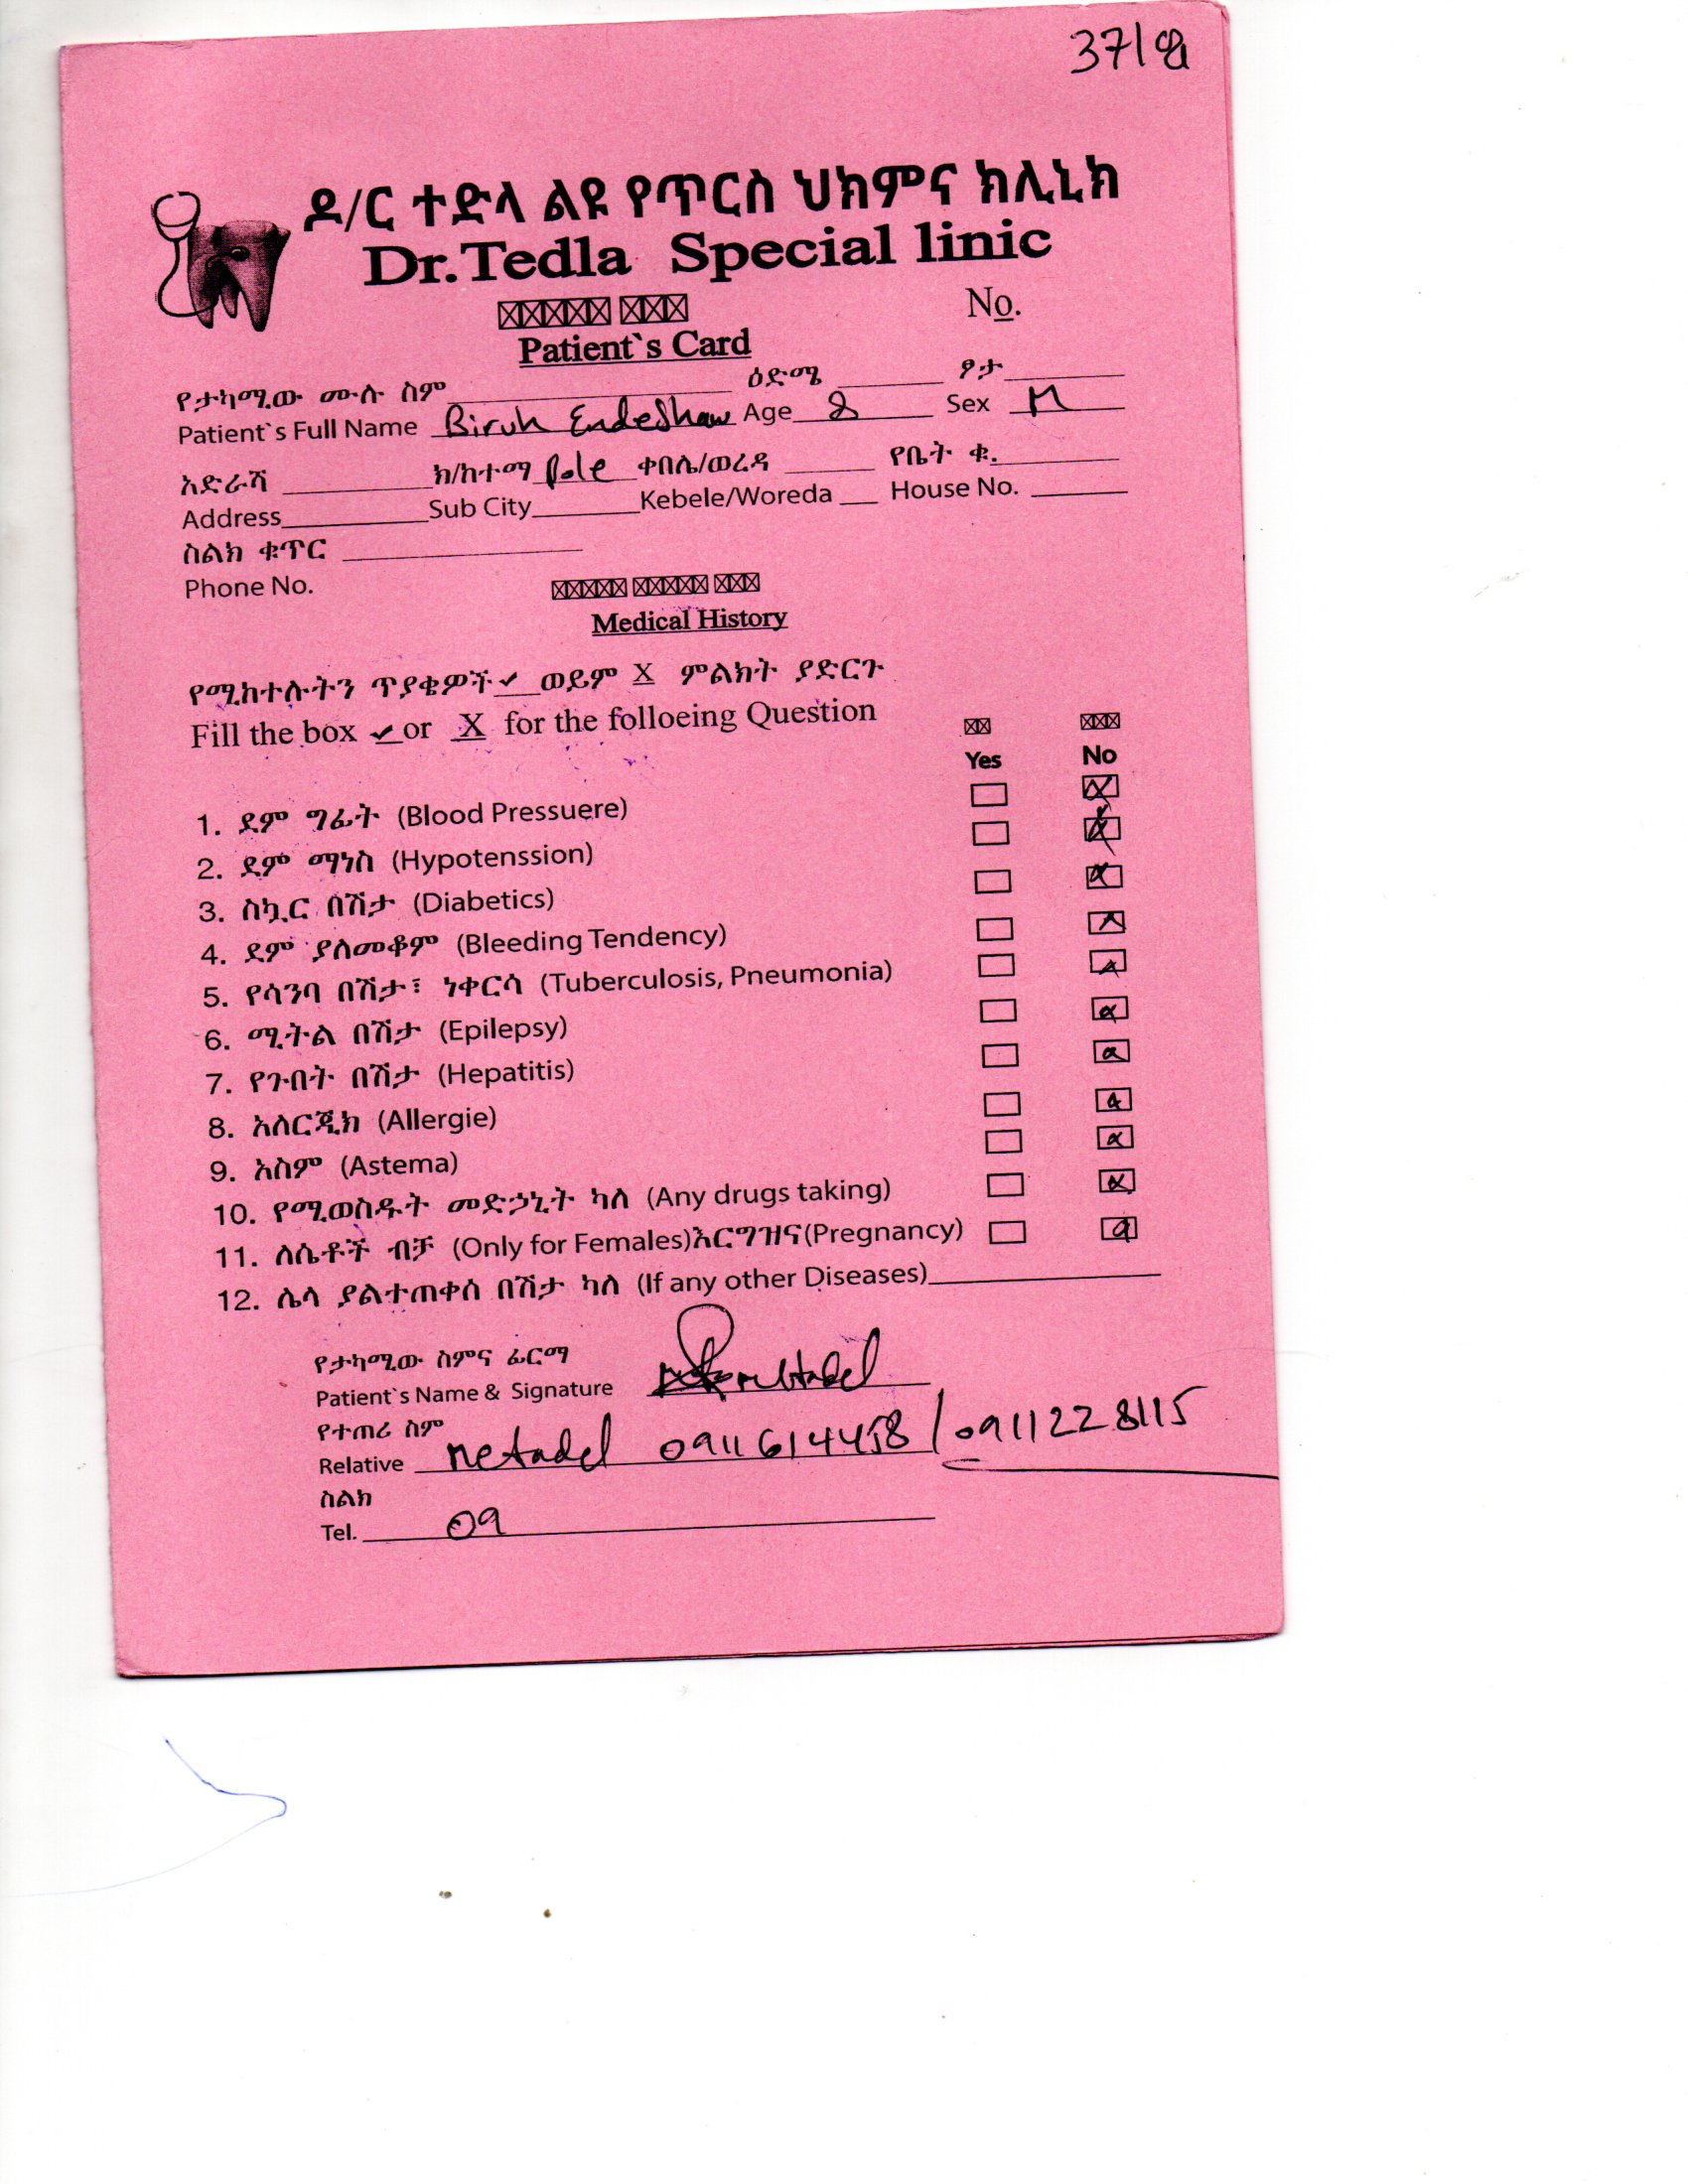 37/
ዶ/ር ተድላ ልዩ የጥርስ ህክምና ክሊኒክ
Dr.Tedla Special linic
No.
Patient`s Card
የታካሚው ሙሉ ስም ዕድሜ ፆታ
Patient`s Full Name Biruh Endeshaw Age 8 Sex M
አድራሻ ክ/ከተማ Bole ቀበሌ/ወረዳ የቤት ቁ.
Address Sub City Kebele/Woreda House No.
ስልክ ቁጥር
Phone No.
Medical History
የሚከተሉትን ጥያቄዎች ✓ ወይም X ምልክት ያድርጉ
Fill the box ✓ or X for the folloeing Question
Yes No
1. ደም ግፊት (Blood Pressuere)
2. ደም ማነስ (Hypotenssion)
3. ስኳር በሽታ (Diabetics)
4. ደም ያለመቆም (Bleeding Tendency)
5. የሳንባ በሽታ፣ ነቀርሳ (Tuberculosis, Pneumonia)
6. ሚትል በሽታ (Epilepsy)
7. የጉበት በሽታ (Hepatitis)
8. አለርጂክ (Allergie)
9. አስም (Astema)
10. የሚወስዱት መድኃኒት ካለ (Any drugs taking)
11. ለሴቶች ብቻ (Only for Females)እርግዝና(Pregnancy)
12. ሌላ ያልተጠቀሰ በሽታ ካለ (If any other Diseases)
የታካሚው ስምና ፊርማ
Patient`s Name & Signature
የተጠሪ ስም
Relative Metadel 0911614458 / 0911228115
ስልክ
Tel. 09